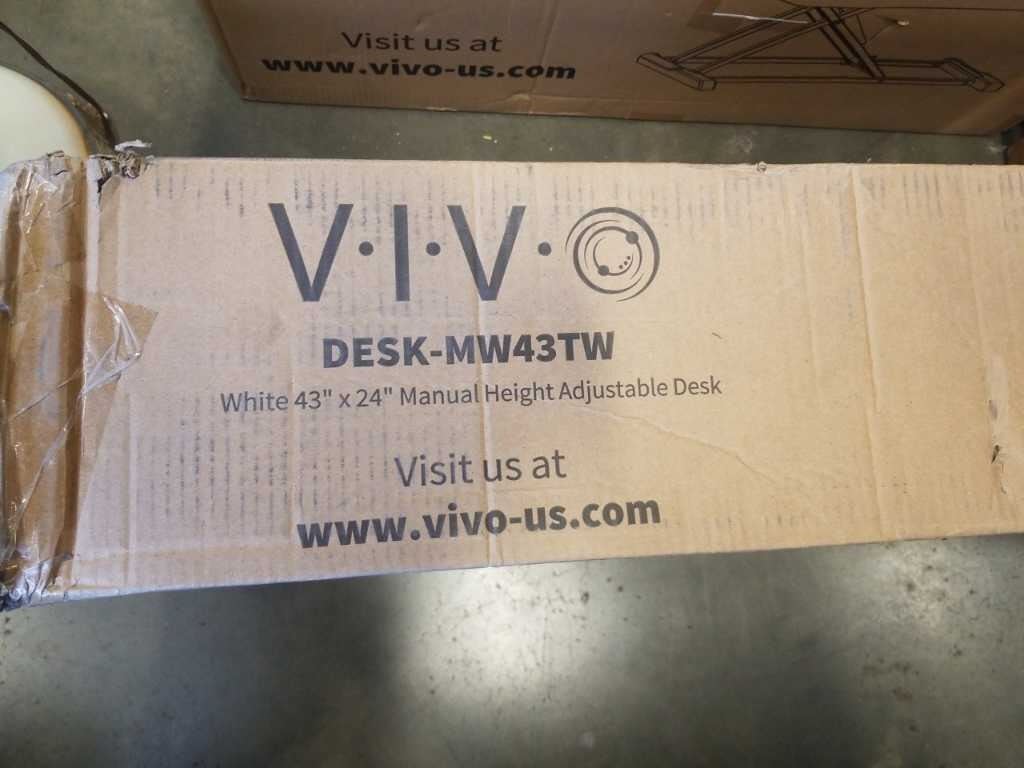 Visit us at
www.vivo-us.com
V·I·V·O
DESK-MW43TW
White 43" x 24" Manual Height Adjustable Desk
Visit us at
www.vivo-us.com